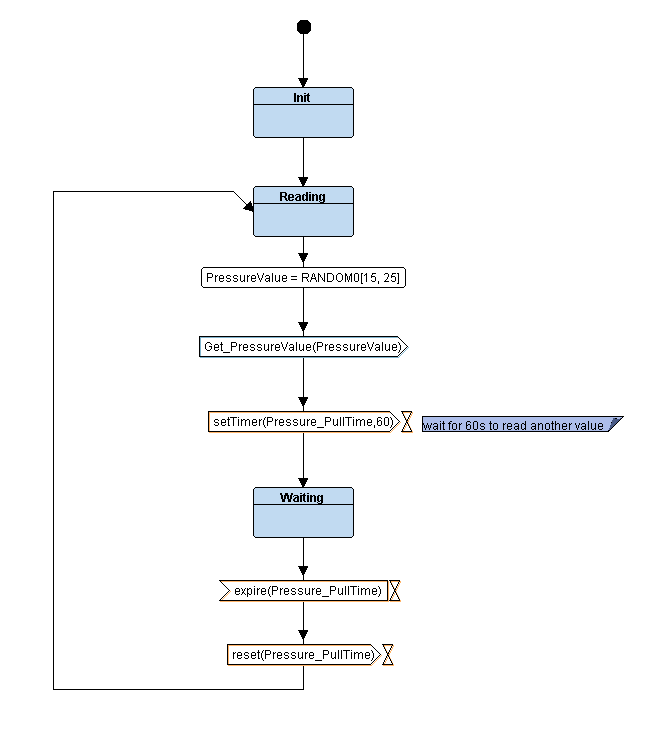 Init
Reading
PressureValue = RANDOM0[15, 25]
Get_PressureValue(PressureValue)
setTimer(Pressure_PullTime,60)
wait for 60s to read another value
Waiting
expire(Pressure_PullTime)
reset(Pressure_PullTime)